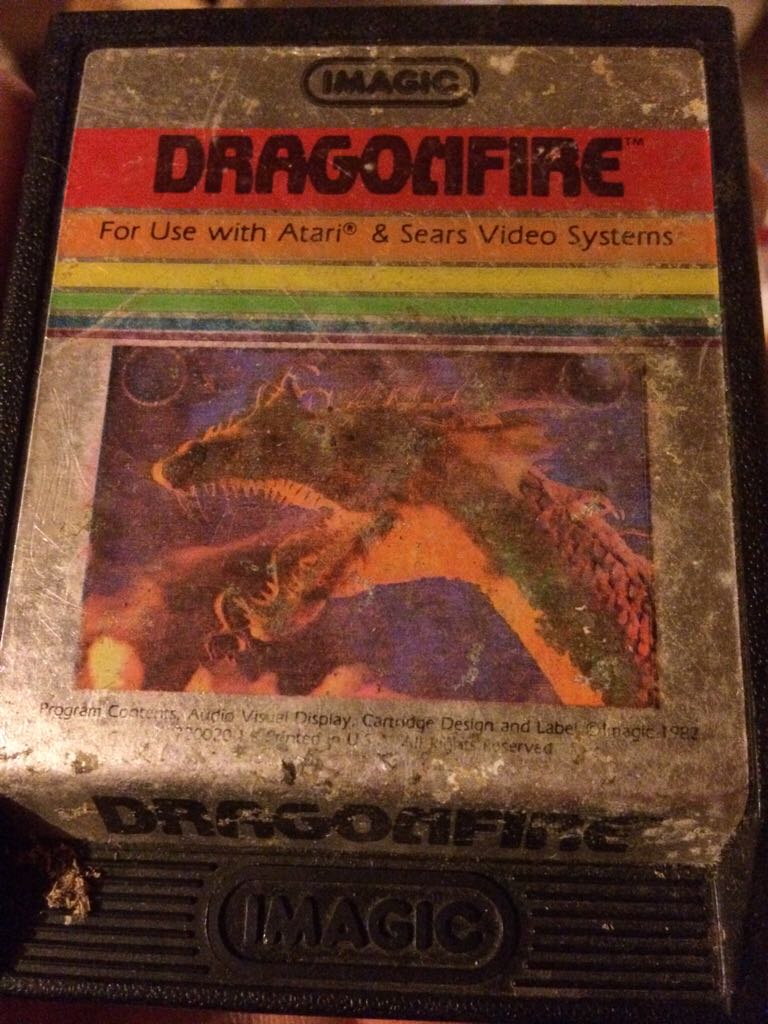 IMAGIC
DRAGONFIRE™
For Use with Atari® & Sears Video Systems
Program Contents, Audio Visual Display, Cartridge Design and Label ©Imagic 1982
Printed in U.S. All Rights Reserved
DRAGONFIRE
IMAGIC